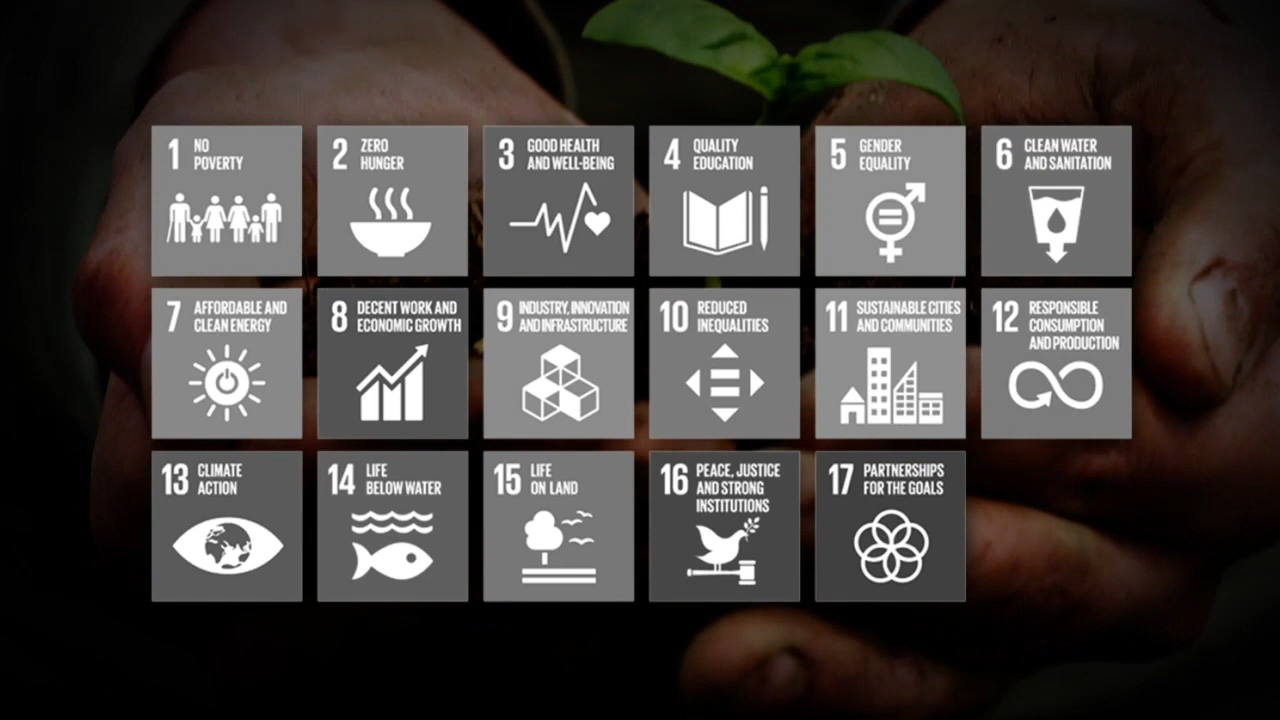 1 NO
POVERTY
2 ZERO
HUNGER
3 GOOD HEALTH
AND WELL-BEING
4 QUALITY
EDUCATION
5 GENDER
EQUALITY
6 CLEAN WATER
AND SANITATION
7 AFFORDABLE AND
CLEAN ENERGY
8 DECENT WORK AND
ECONOMIC GROWTH
9 INDUSTRY, INNOVATION
AND INFRASTRUCTURE
10 REDUCED
INEQUALITIES
11 SUSTAINABLE CITIES
AND COMMUNITIES
12 RESPONSIBLE
CONSUMPTION
AND PRODUCTION
13 CLIMATE
ACTION
14 LIFE
BELOW WATER
15 LIFE
ON LAND
16 PEACE, JUSTICE
AND STRONG
INSTITUTIONS
17 PARTNERSHIPS
FOR THE GOALS